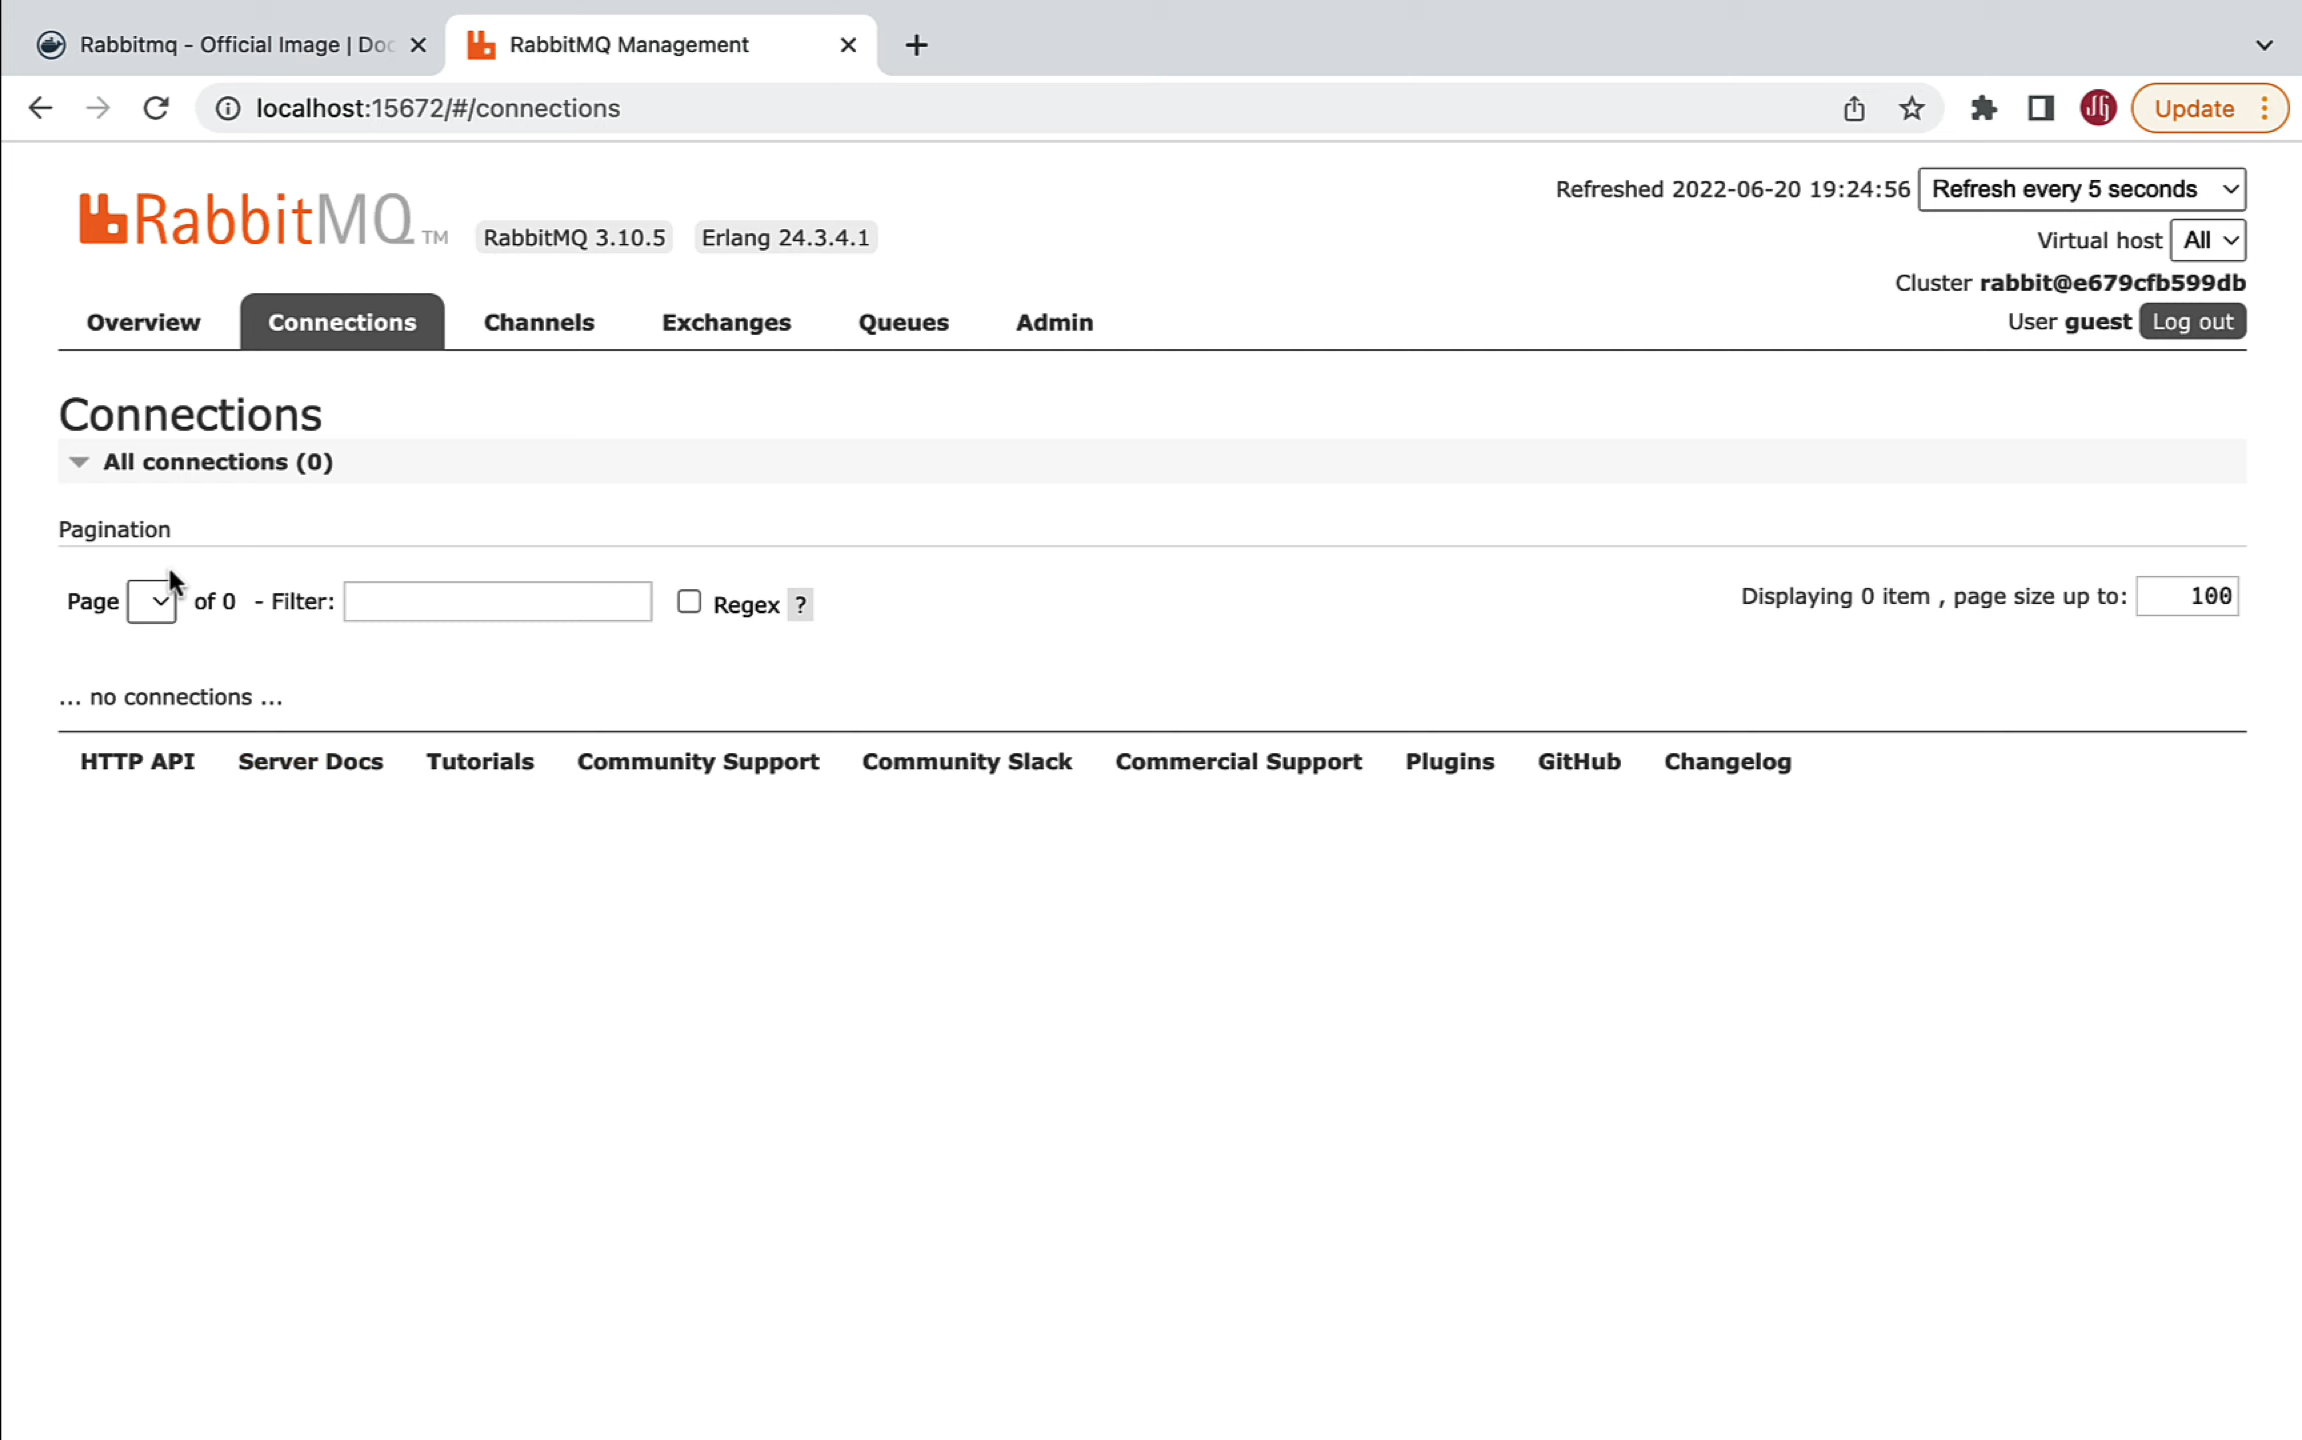 Rabbitmq - Official Image | Doc
RabbitMQ Management
localhost:15672/#/connections
Update
RabbitMQ TM
RabbitMQ 3.10.5
Erlang 24.3.4.1
Refreshed 2022-06-20 19:24:56 Refresh every 5 seconds
Virtual host All
Cluster rabbit@e679cfb599db
User guest Log out
Overview Connections Channels Exchanges Queues Admin
Connections
All connections (0)
Pagination
Page of 0 - Filter: Regex ? Displaying 0 item , page size up to: 100
... no connections ...
HTTP API Server Docs Tutorials Community Support Community Slack Commercial Support Plugins GitHub Changelog